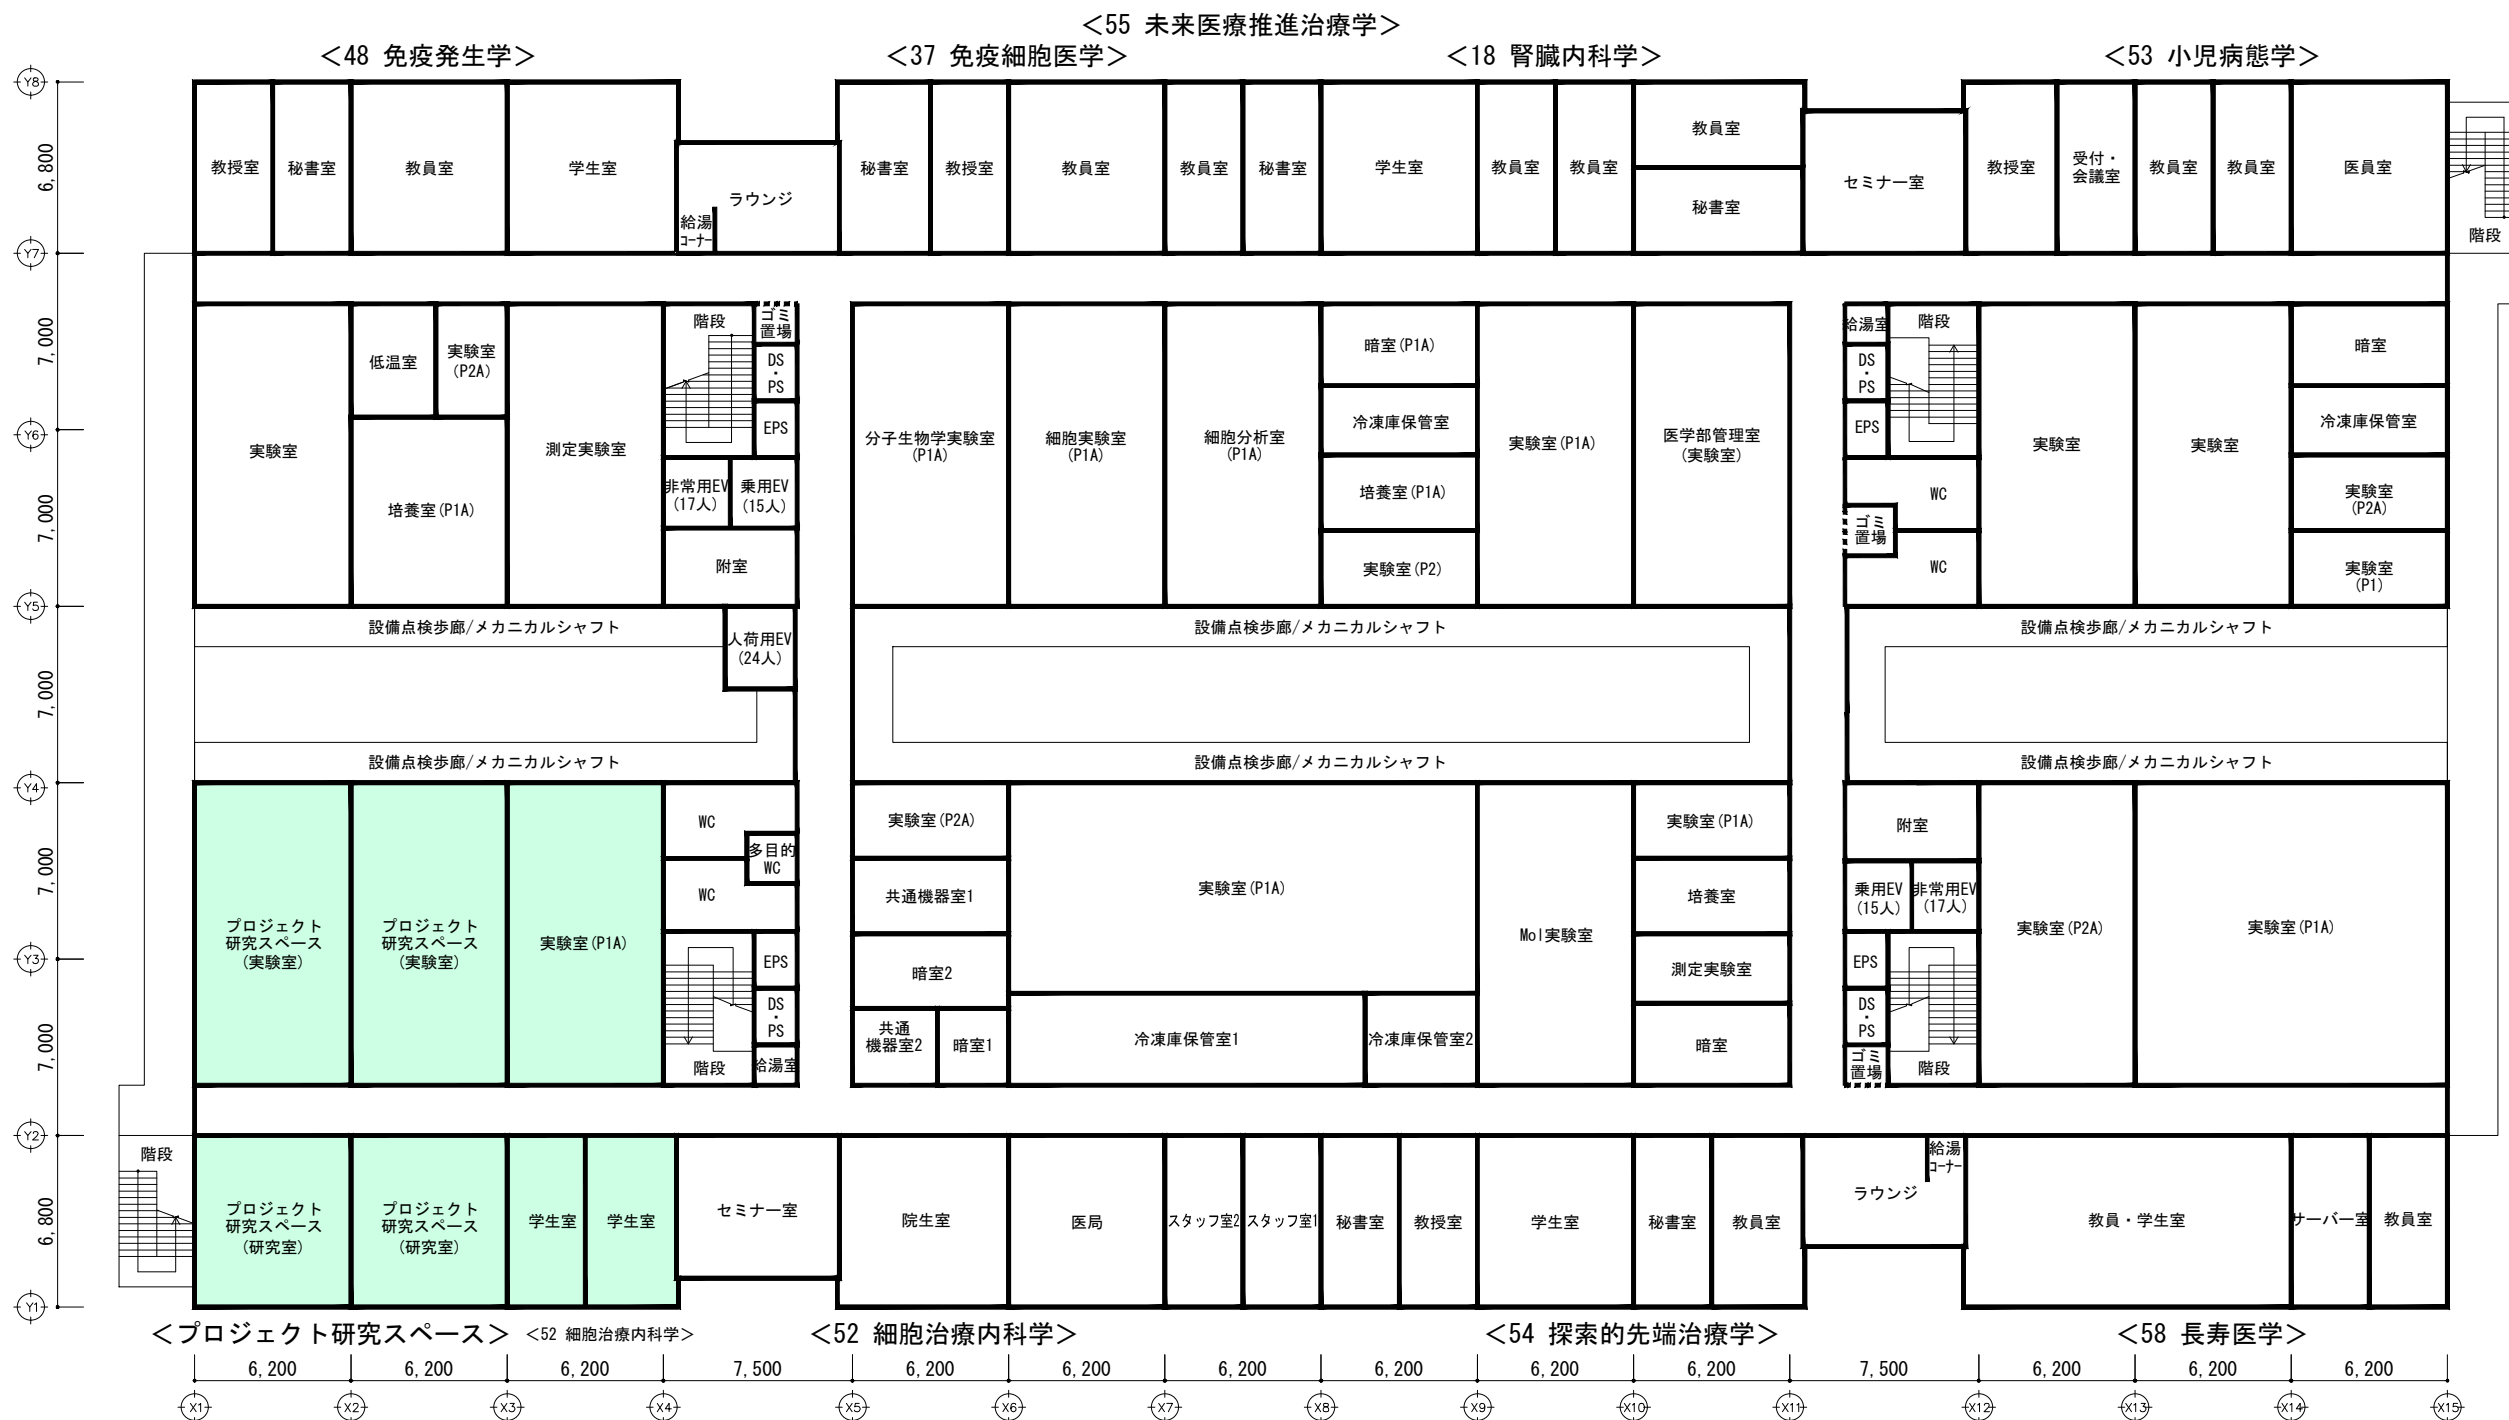 ＜55 未来医療推進治療学＞
＜48 免疫発生学＞
＜37 免疫細胞医学＞
＜18 腎臓内科学＞
＜53 小児病態学＞
Y8
6,800
教授室
秘書室
教員室
学生室
ラウンジ
給湯
コーナー
秘書室
教授室
教員室
教員室
秘書室
学生室
教員室
教員室
教員室
秘書室
セミナー室
教授室
受付・
会議室
教員室
教員室
医員室
階段
Y7
7,000
実験室
低温室
実験室
(P2A)
培養室(P1A)
測定実験室
階段
ゴミ
置場
DS
・
PS
EPS
非常用EV
(17人)
乗用EV
(15人)
附室
分子生物学実験室
(P1A)
細胞実験室
(P1A)
細胞分析室
(P1A)
暗室(P1A)
冷凍庫保管室
培養室(P1A)
実験室(P2)
実験室(P1A)
医学部管理室
(実験室)
給湯室
階段
DS
・
PS
EPS
WC
ゴミ
置場
WC
実験室
実験室
暗室
冷凍庫保管室
実験室
(P2A)
実験室
(P1)
Y6
7,000
Y5
設備点検歩廊/メカニカルシャフト
人荷用EV
(24人)
設備点検歩廊/メカニカルシャフト
設備点検歩廊/メカニカルシャフト
7,000
設備点検歩廊/メカニカルシャフト
設備点検歩廊/メカニカルシャフト
設備点検歩廊/メカニカルシャフト
Y4
7,000
プロジェクト
研究スペース
(実験室)
プロジェクト
研究スペース
(実験室)
実験室(P1A)
WC
多目的
WC
WC
EPS
DS
・
PS
階段
給湯室
実験室(P2A)
共通機器室1
暗室2
共通
機器室2
暗室1
実験室(P1A)
冷凍庫保管室1
冷凍庫保管室2
Mol実験室
実験室(P1A)
培養室
測定実験室
暗室
附室
乗用EV
(15人)
非常用EV
(17人)
EPS
DS
・
PS
ゴミ
置場
階段
実験室(P2A)
実験室(P1A)
Y3
7,000
Y2
階段
6,800
プロジェクト
研究スペース
(研究室)
プロジェクト
研究スペース
(研究室)
学生室
学生室
セミナー室
院生室
医局
スタッフ室2
スタッフ室1
秘書室
教授室
学生室
秘書室
教員室
ラウンジ
給湯
コーナー
教員・学生室
サーバー室
教員室
Y1
＜プロジェクト研究スペース＞
＜52 細胞治療内科学＞
＜52 細胞治療内科学＞
＜54 探索的先端治療学＞
＜58 長寿医学＞
6,200 6,200 6,200 7,500 6,200 6,200 6,200 6,200 6,200 6,200 7,500 6,200 6,200 6,200
X1 X2 X3 X4 X5 X6 X7 X8 X9 X10 X11 X12 X13 X14 X15